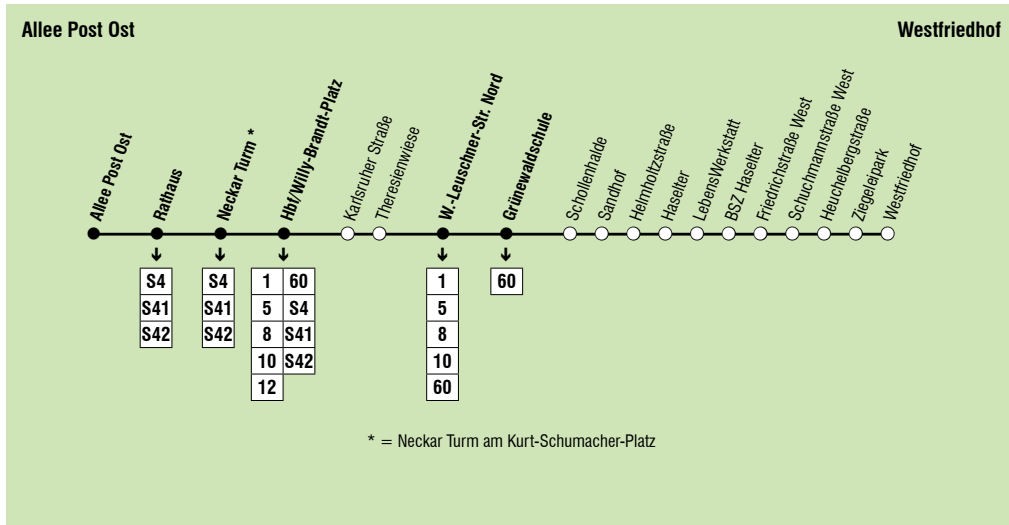 Allee Post Ost
Westfriedhof
Allee Post Ost
Rathaus
Neckar Turm *
Hbf/Willy-Brandt-Platz
Karlsruher Straße
Theresienwiese
W.-Leuschner-Str. Nord
Grünewaldschule
Schollenhalde
Sandhof
Helmholtzstraße
Haselter
LebensWerkstatt
BSZ Haselter
Friedrichstraße West
Schuchmannstraße West
Heuchelbergstraße
Ziegeleipark
Westfriedhof
S4
S41
S42
S4
S41
S42
1 60
5 S4
8 S41
10 S42
12
1
5
8
10
60
60
* = Neckar Turm am Kurt-Schumacher-Platz